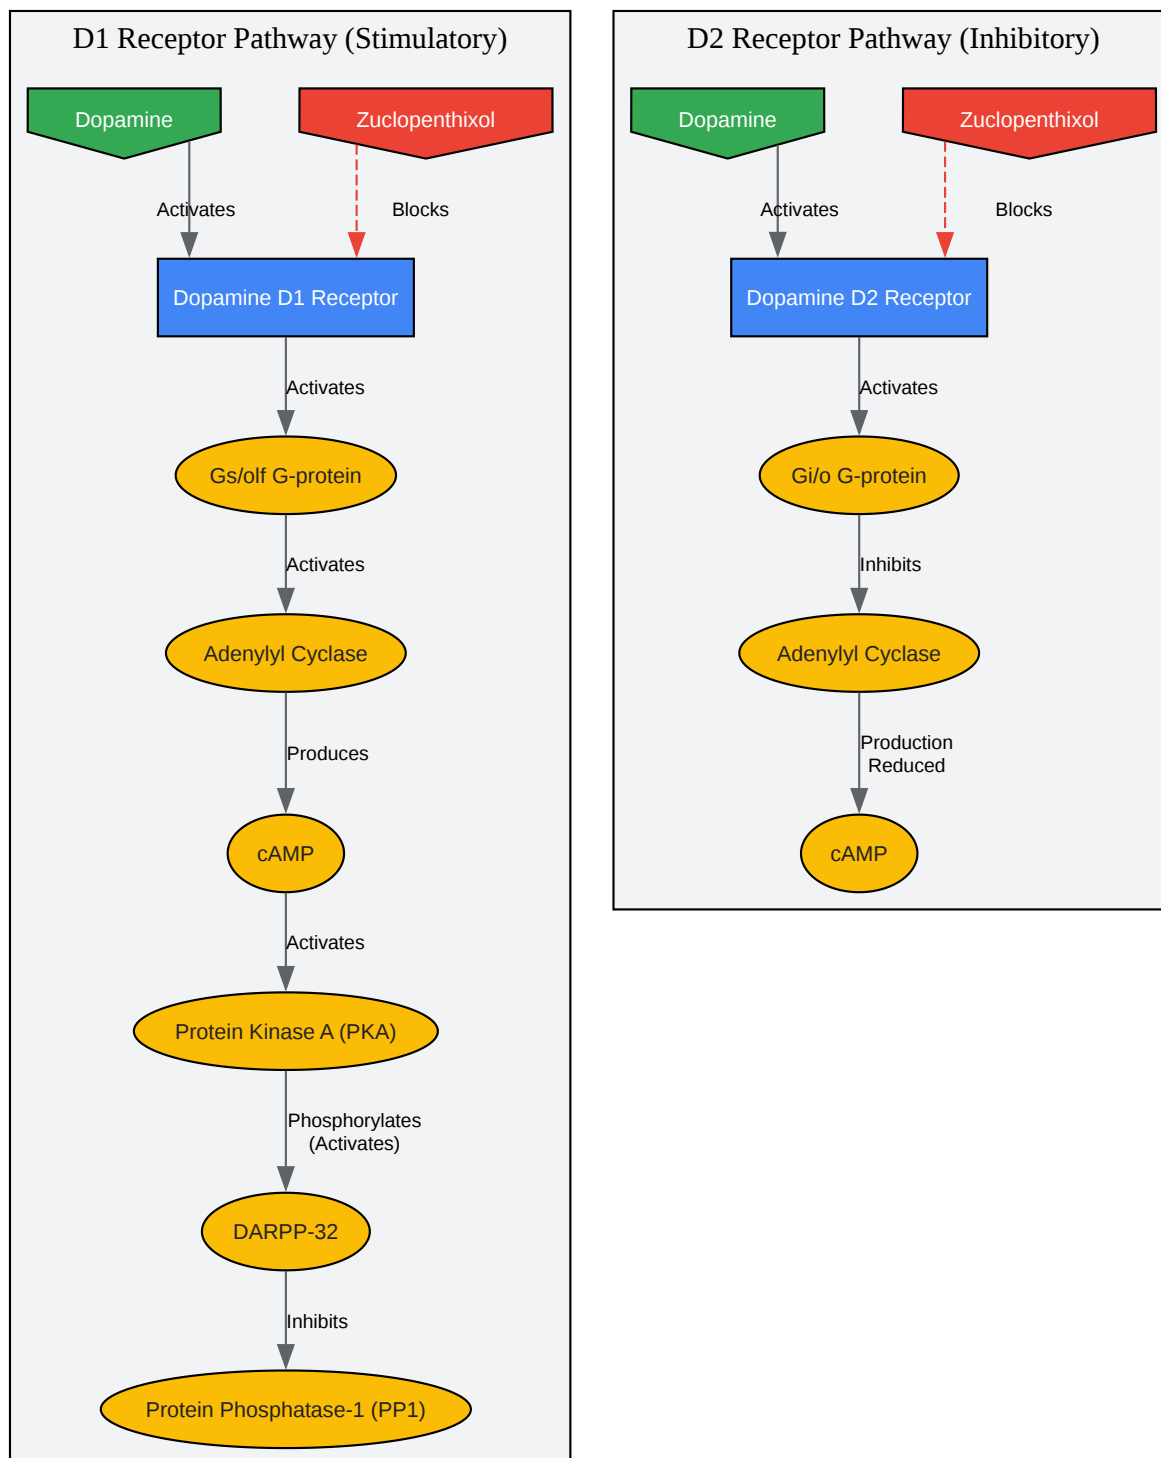 D1 Receptor Pathway (Stimulatory)
Dopamine
Zuclopenthixol
Activates
Blocks
Dopamine D1 Receptor
Activates
Gs/olf G-protein
Activates
Adenylyl Cyclase
Produces
cAMP
Activates
Protein Kinase A (PKA)
Phosphorylates
(Activates)
DARPP-32
Inhibits
Protein Phosphatase-1 (PP1)
D2 Receptor Pathway (Inhibitory)
Dopamine
Zuclopenthixol
Activates
Blocks
Dopamine D2 Receptor
Activates
Gi/o G-protein
Inhibits
Adenylyl Cyclase
Production
Reduced
cAMP